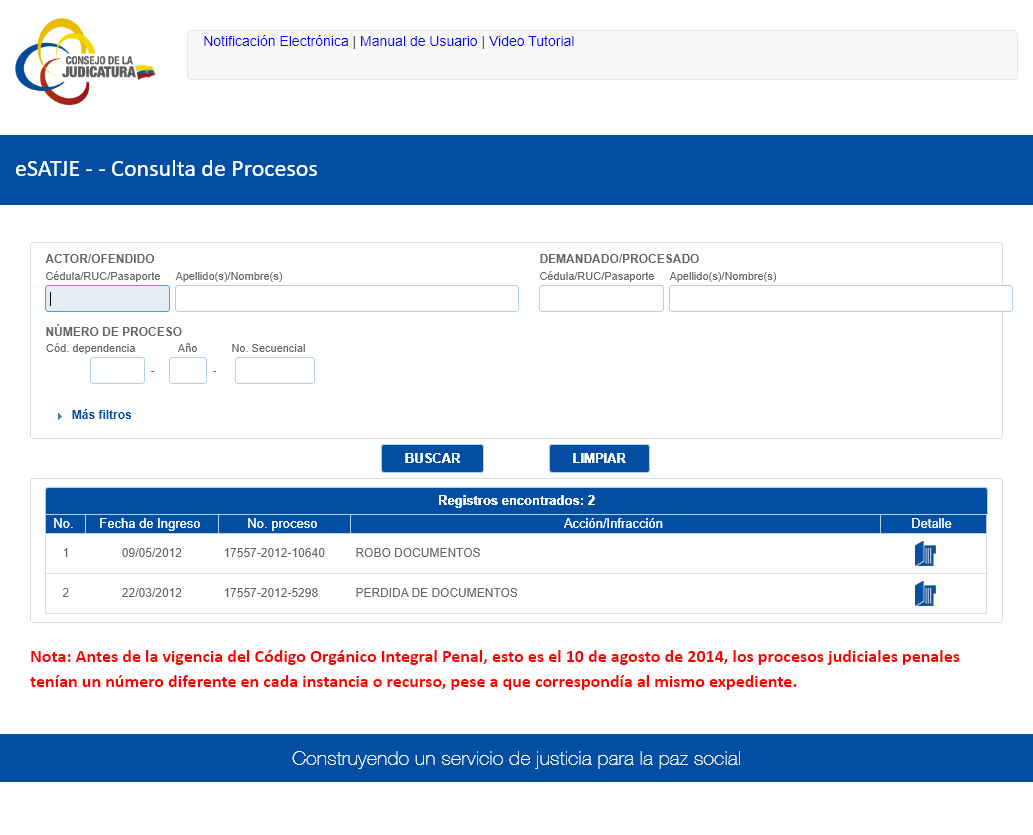 CONSEJO DE LA
JUDICATURA
Notificación Electrónica | Manual de Usuario | Video Tutorial
eSATJE - - Consulta de Procesos
ACTOR/OFENDIDO DEMANDADO/PROCESADO
Cédula/RUC/Pasaporte Apellido(s)/Nombre(s) Cédula/RUC/Pasaporte Apellido(s)/Nombre(s)
NÚMERO DE PROCESO
Cód. dependencia Año No. Secuencial
- -
Más filtros
BUSCAR LIMPIAR
Registros encontrados: 2
No. Fecha de Ingreso No. proceso Acción/Infracción Detalle
1 09/05/2012 17557-2012-10640 ROBO DOCUMENTOS
2 22/03/2012 17557-2012-5298 PERDIDA DE DOCUMENTOS
Nota: Antes de la vigencia del Código Orgánico Integral Penal, esto es el 10 de agosto de 2014, los procesos judiciales penales
tenían un número diferente en cada instancia o recurso, pese a que correspondía al mismo expediente.
Construyendo un servicio de justicia para la paz social